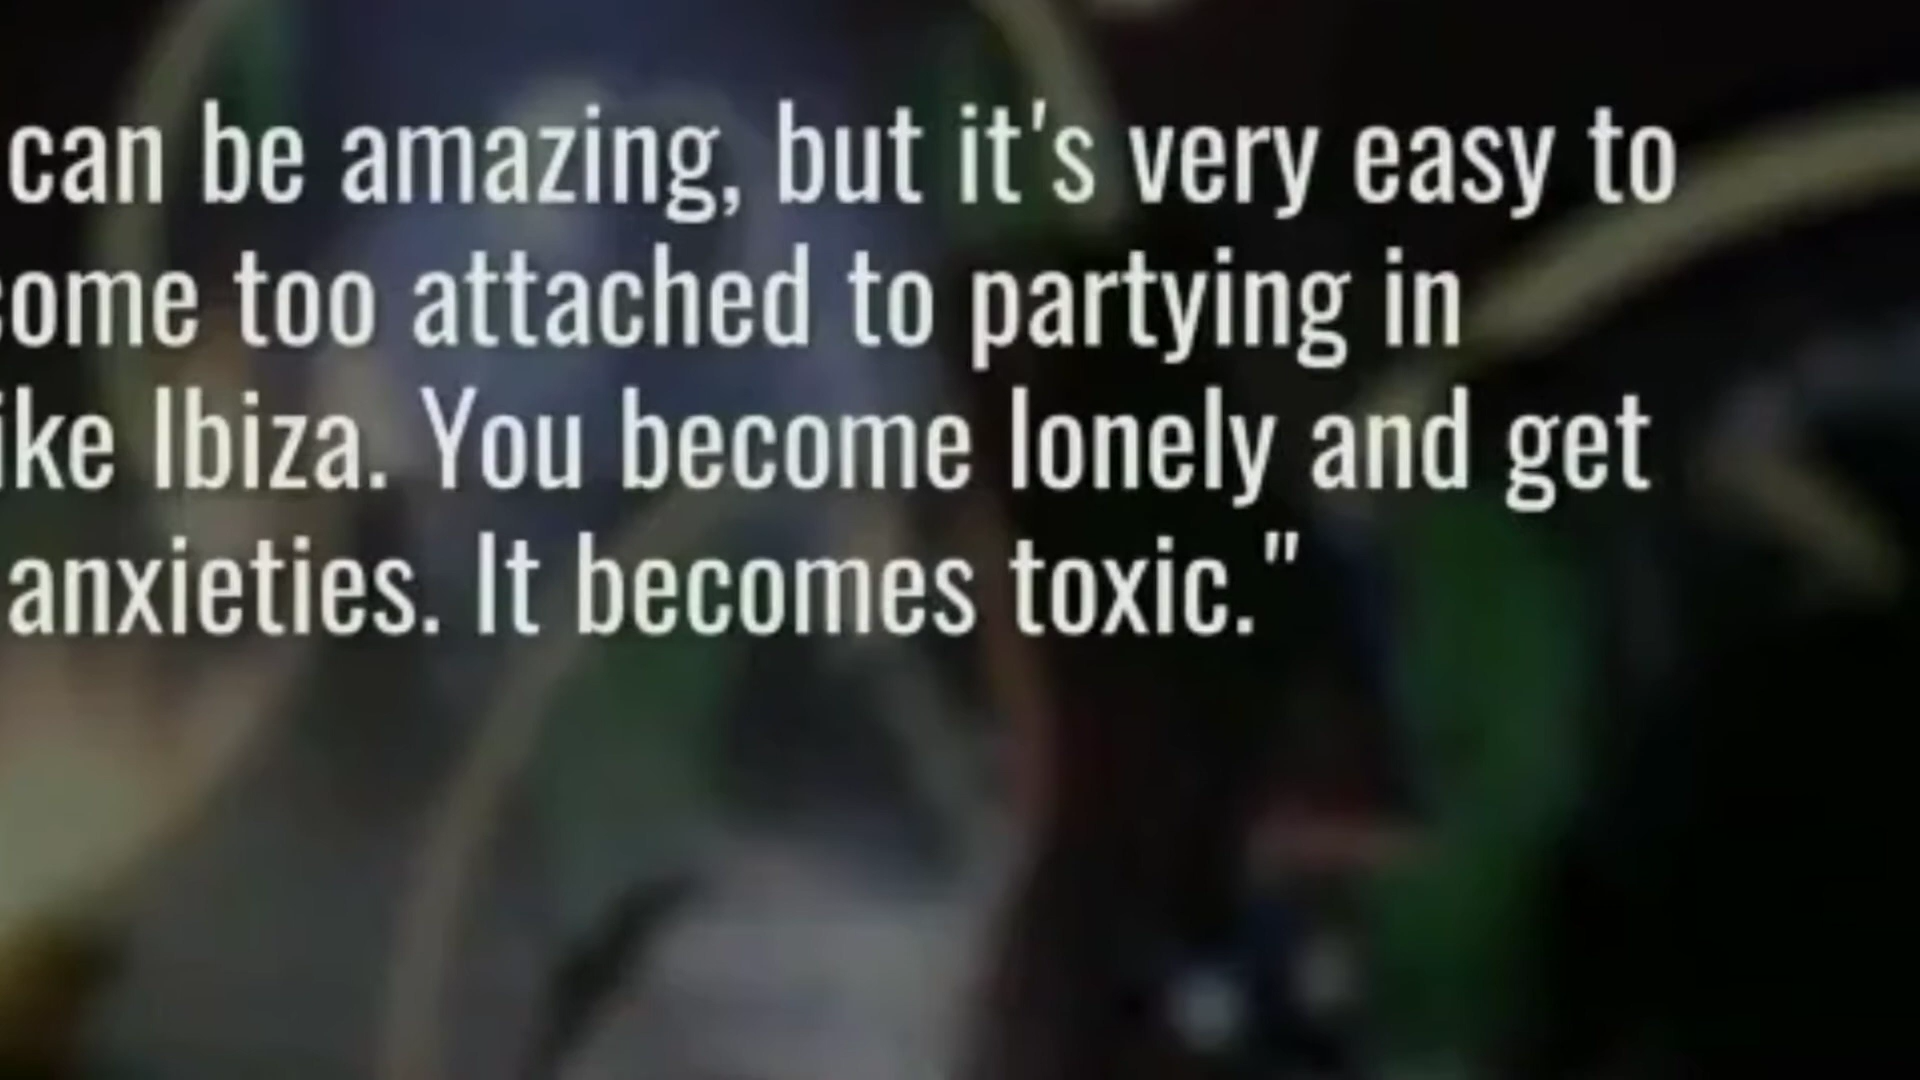 can be amazing, but it's very easy to
come too attached to partying in
ike Ibiza. You become lonely and get
anxieties. It becomes toxic."